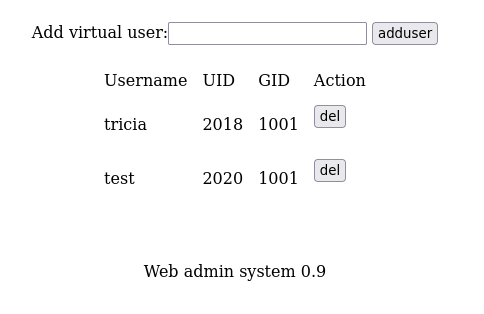 Add virtual user: adduser
Username UID GID Action
tricia 2018 1001 del
test 2020 1001 del
Web admin system 0.9